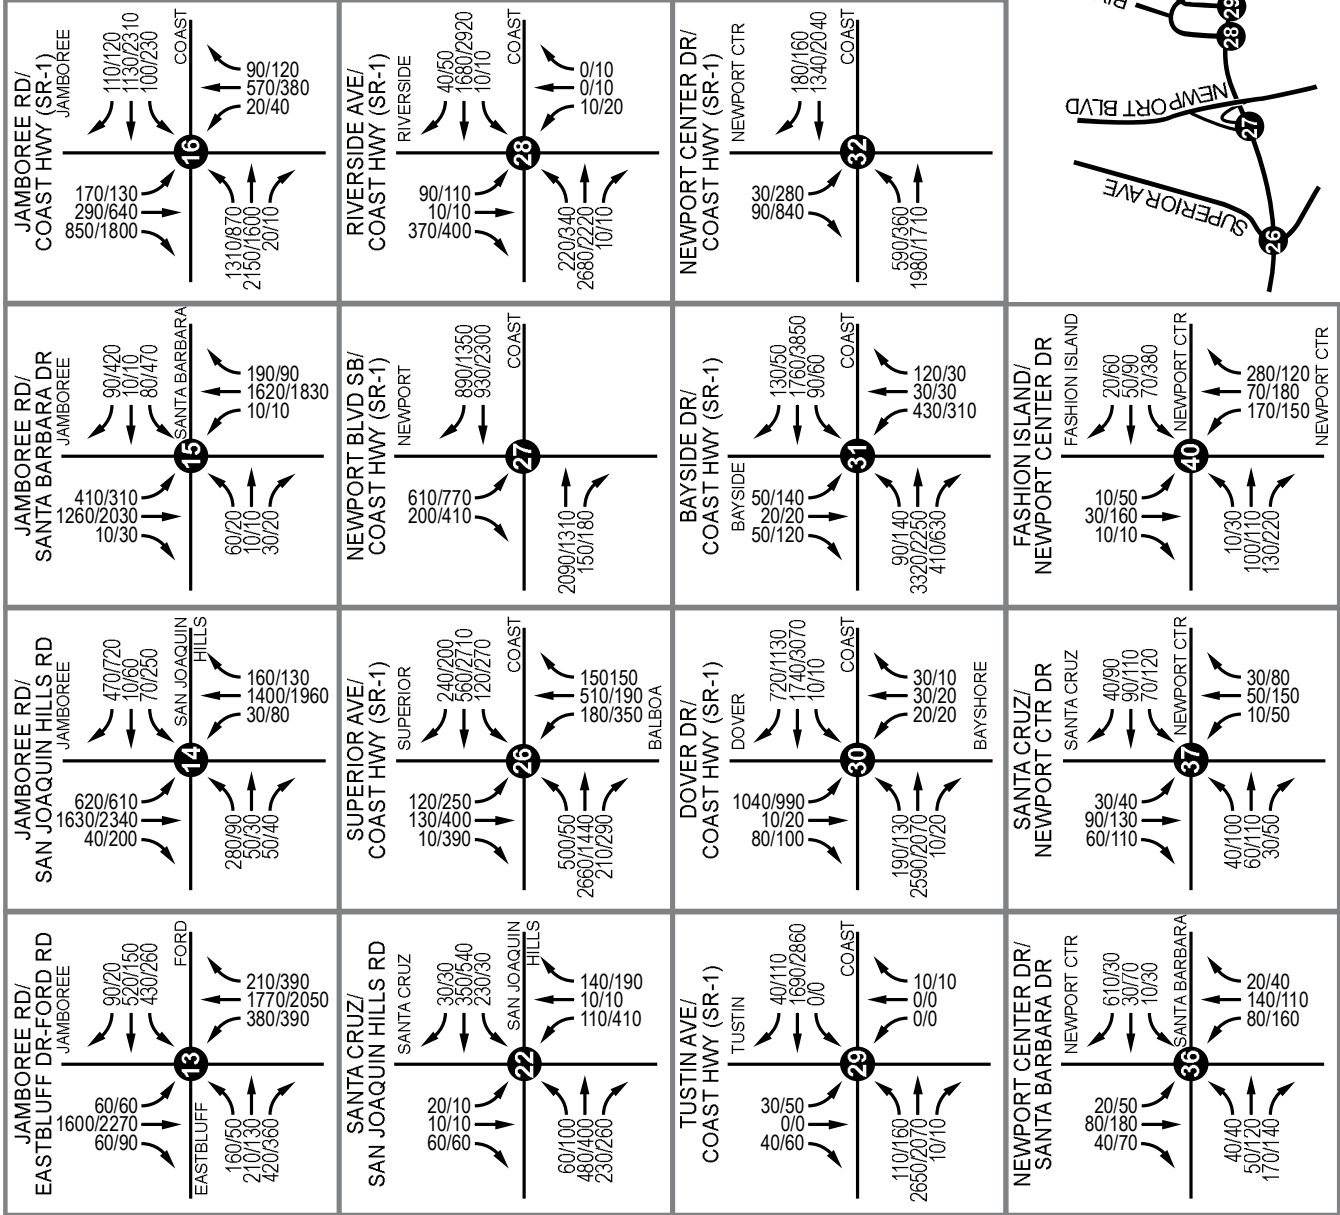 JAMBOREE RD/
COAST HWY (SR-1)
JAMBOREE
COAST
110/120
1130/2310
100/230
90/120
570/380
20/40
16
170/130
290/640
850/1800
1310/870
2150/1600
20/10
RIVERSIDE AVE/
COAST HWY (SR-1)
RIVERSIDE
COAST
40/50
1680/2920
10/10
0/10
0/10
10/20
28
90/110
10/10
370/400
220/340
2680/2220
10/10
NEWPORT CENTER DR/
COAST HWY (SR-1)
NEWPORT CTR
COAST
180/160
1340/2040
32
30/280
90/840
590/360
1980/1710
29
28
NEWPORT BLVD
27
SUPERIOR AVE
26
JAMBOREE RD/
SANTA BARBARA DR
JAMBOREE
SANTA BARBARA
90/420
10/10
80/470
190/90
1620/1830
10/10
15
410/310
1260/2030
10/30
60/20
10/10
30/20
NEWPORT BLVD SB/
COAST HWY (SR-1)
NEWPORT
COAST
890/1350
930/2300
27
610/770
200/410
2090/1310
150/180
BAYSIDE DR/
COAST HWY (SR-1)
BAYSIDE
COAST
130/50
1760/3850
90/60
120/30
30/30
430/310
31
50/140
20/20
50/120
90/140
3320/2250
410/630
FASHION ISLAND/
NEWPORT CENTER DR
FASHION ISLAND
NEWPORT CTR
NEWPORT CTR
20/60
50/90
70/380
280/120
70/180
170/150
40
10/50
30/160
10/10
10/30
100/110
130/220
JAMBOREE RD/
SAN JOAQUIN HILLS RD
JAMBOREE
SAN JOAQUIN
HILLS
470/720
10/60
70/250
160/130
1400/1960
30/80
14
620/610
1630/2340
40/200
280/90
50/30
50/40
SUPERIOR AVE/
COAST HWY (SR-1)
SUPERIOR
COAST
BALBOA
240/200
560/2710
120/270
150150
510/190
180/350
26
120/250
130/400
10/390
500/50
2660/1440
210/290
DOVER DR/
COAST HWY (SR-1)
DOVER
COAST
BAYSHORE
720/1130
1740/3070
10/10
30/10
30/20
20/20
30
1040/990
10/20
80/100
190/130
2590/2070
10/20
SANTA CRUZ/
NEWPORT CTR DR
SANTA CRUZ
NEWPORT CTR
40/90
90/110
70/120
30/80
50/150
10/50
37
30/40
90/130
60/110
40/100
60/110
30/50
JAMBOREE RD/
EASTBLUFF DR-FORD RD
JAMBOREE
FORD
EASTBLUFF
90/20
520/150
430/260
210/390
1770/2050
380/390
13
60/60
1600/2270
60/90
160/50
210/130
420/360
SANTA CRUZ/
SAN JOAQUIN HILLS RD
SANTA CRUZ
SAN JOAQUIN
HILLS
30/30
350/540
230/30
140/190
10/10
110/410
22
20/10
10/10
60/60
60/100
480/400
230/260
TUSTIN AVE/
COAST HWY (SR-1)
TUSTIN
COAST
40/110
1690/2860
0/0
10/10
0/0
0/0
29
30/50
0/0
40/60
110/160
2650/2070
10/10
NEWPORT CENTER DR/
SANTA BARBARA DR
NEWPORT CTR
SANTA BARBARA
610/30
30/70
10/30
20/40
140/110
80/160
36
20/50
80/180
40/70
40/40
50/120
170/140